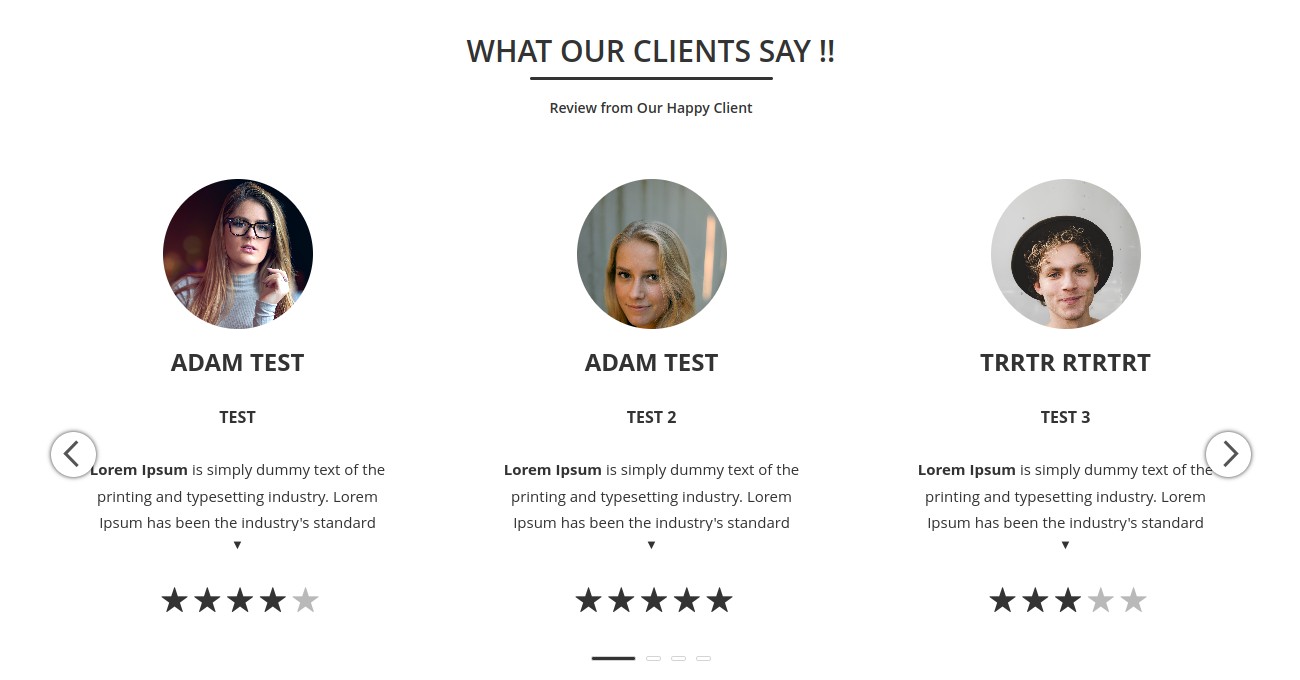 WHAT OUR CLIENTS SAY !!
Review from Our Happy Client
ADAM TEST
TEST
Lorem Ipsum is simply dummy text of the
printing and typesetting industry. Lorem
Ipsum has been the industry's standard
ADAM TEST
TEST 2
Lorem Ipsum is simply dummy text of the
printing and typesetting industry. Lorem
Ipsum has been the industry's standard
TRRTR RTRTRT
TEST 3
Lorem Ipsum is simply dummy text of the
printing and typesetting industry. Lorem
Ipsum has been the industry's standard